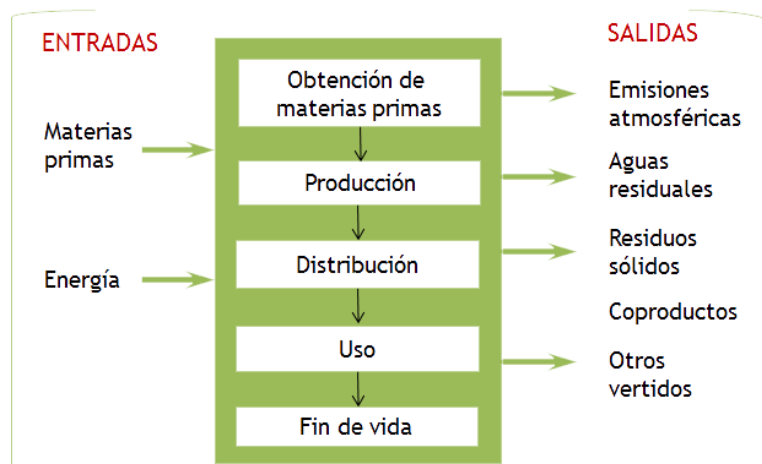 ENTRADAS
Materias
primas
Energía
Obtención de
materias primas
Producción
Distribución
Uso
Fin de vida
SALIDAS
Emisiones
atmosféricas
Aguas
residuales
Residuos
sólidos
Coproductos
Otros
vertidos